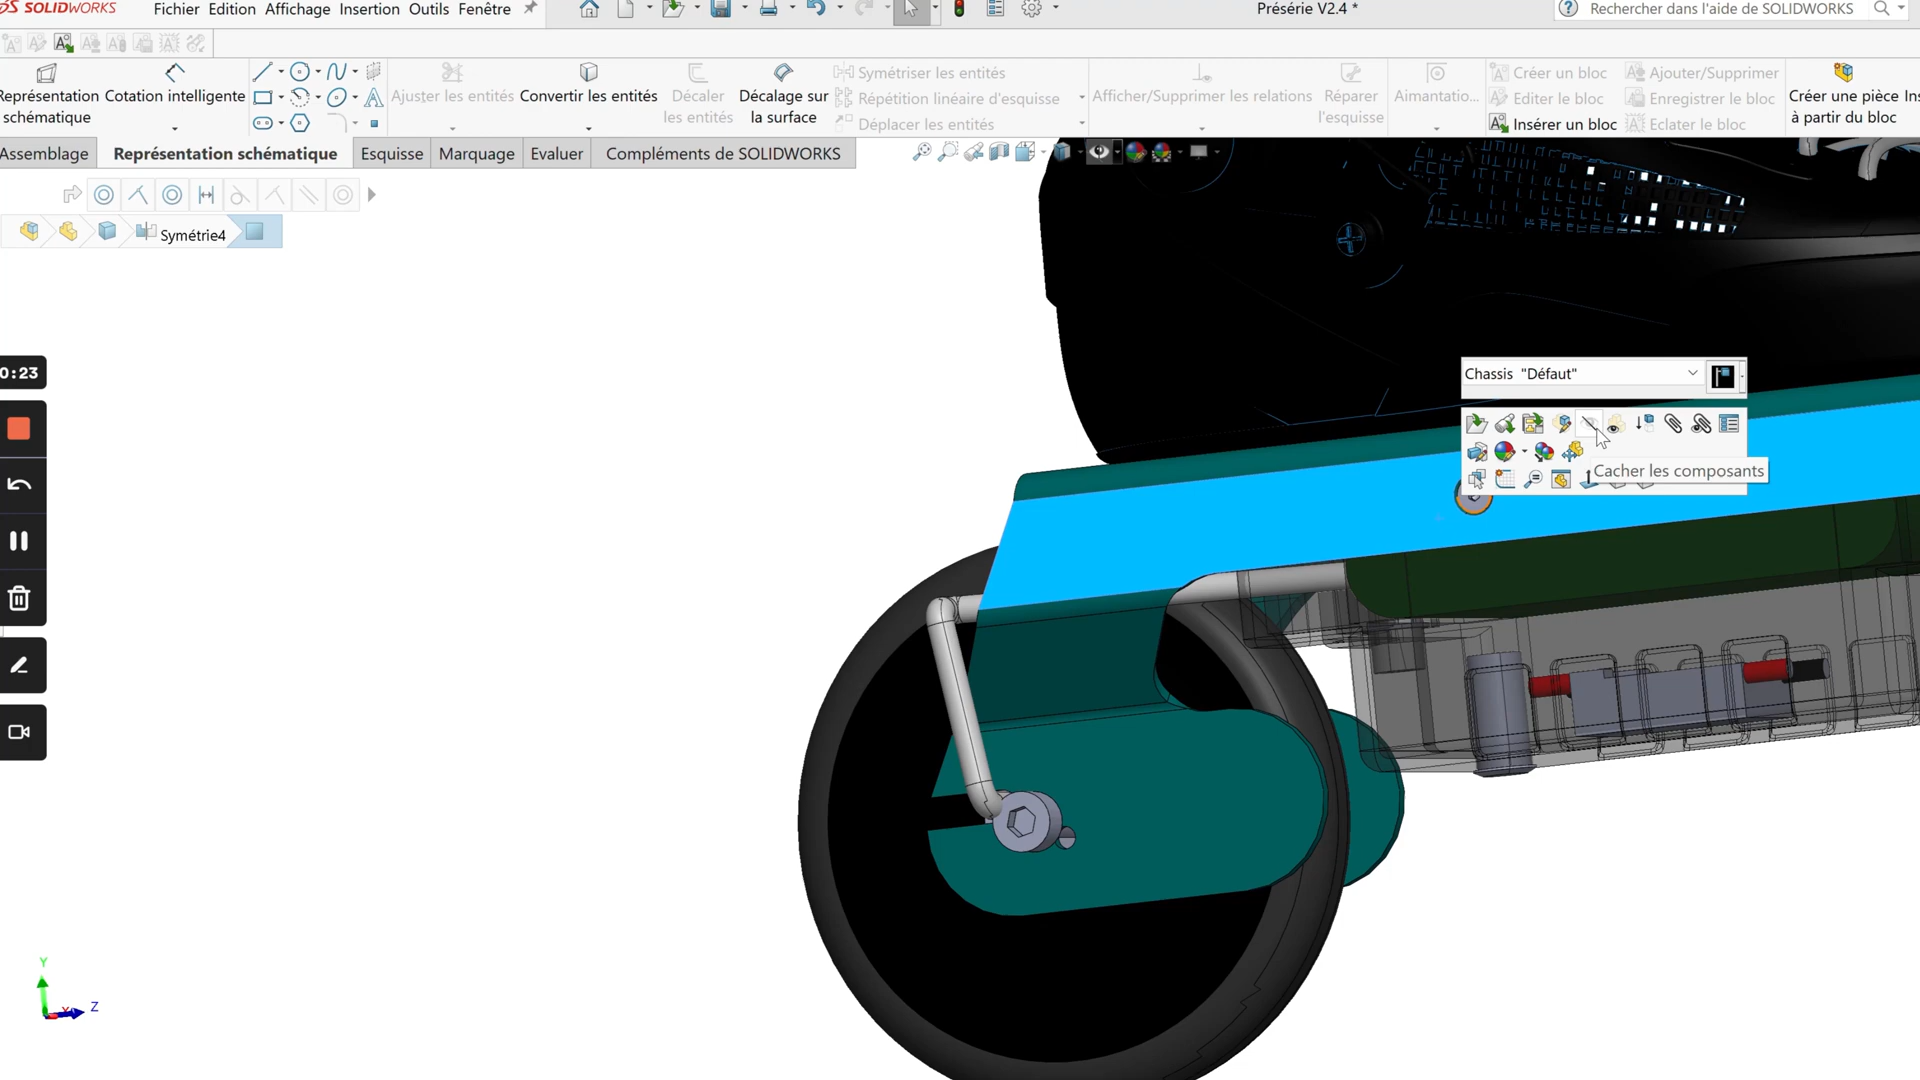 SOLIDWORKS Fichier Edition Affichage Insertion Outils Fenêtre Présérie V2.4 * Rechercher dans l'aide de SOLIDWORKS
Représentation schématique
Cotation intelligente
Ajuster les entités
Convertir les entités
Décaler les entités
Décalage sur la surface
Symétriser les entités
Répétition linéaire d'esquisse
Déplacer les entités
Afficher/Supprimer les relations
Réparer l'esquisse
Aimantatio...
Créer un bloc
Editer le bloc
Insérer un bloc
Ajouter/Supprimer
Enregistrer le bloc
Eclater le bloc
Créer une pièce à partir du bloc
Ins
Assemblage Représentation schématique Esquisse Marquage Evaluer Compléments de SOLIDWORKS
Symétrie4
0:23
Chassis "Défaut"
Cacher les composants
Y
X
Z